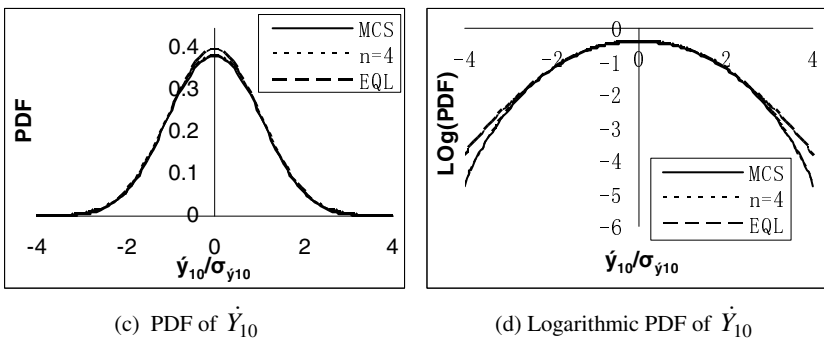 0.4
0.3
0.2
0.1
0
-4
-2
0
2
4
PDF
ẏ₁₀/σẏ₁₀
MCS
n=4
EQL
(c) PDF of Ẏ₁₀
0
-1
-2
-3
-4
-5
-6
-4
-2
0
2
4
LOg(PDF)
ẏ₁₀/σẏ₁₀
MCS
n=4
EQL
(d) Logarithmic PDF of Ẏ₁₀